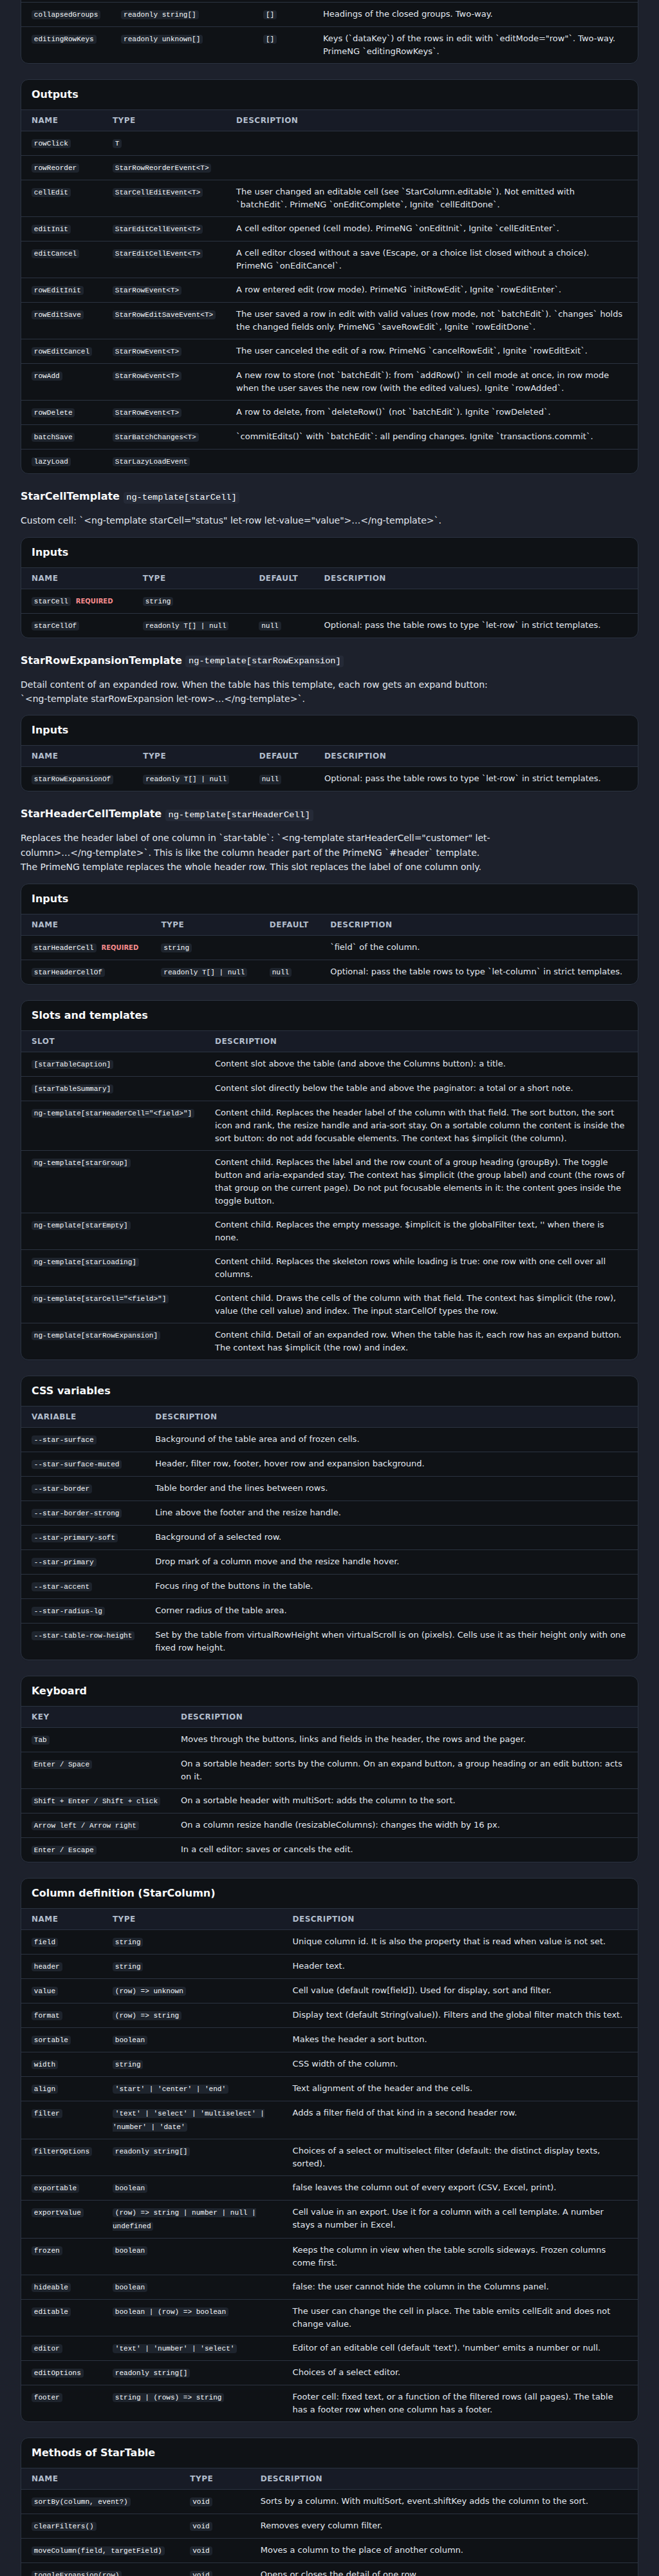 collapsedGroups readonly string[] [] Headings of the closed groups. Two-way.
editingRowKeys readonly unknown[] [] Keys (`dataKey`) of the rows in edit with `editMode="row"`. Two-way.
PrimeNG `editingRowKeys`.
Outputs
NAME TYPE DESCRIPTION
rowClick T
rowReorder StarRowReorderEvent<T>
cellEdit StarCellEditEvent<T> The user changed an editable cell (see `StarColumn.editable`). Not emitted with
`batchEdit`. PrimeNG `onEditComplete`, Ignite `cellEditDone`.
editInit StarEditCellEvent<T> A cell editor opened (cell mode). PrimeNG `onEditInit`, Ignite `cellEditEnter`.
editCancel StarEditCellEvent<T> A cell editor closed without a save (Escape, or a choice list closed without a choice).
PrimeNG `onEditCancel`.
rowEditInit StarRowEvent<T> A row entered edit (row mode). PrimeNG `initRowEdit`, Ignite `rowEditEnter`.
rowEditSave StarRowEditSaveEvent<T> The user saved a row in edit with valid values (row mode, not `batchEdit`). `changes` holds
the changed fields only. PrimeNG `saveRowEdit`, Ignite `rowEditDone`.
rowEditCancel StarRowEvent<T> The user canceled the edit of a row. PrimeNG `cancelRowEdit`, Ignite `rowEditExit`.
rowAdd StarRowEvent<T> A new row to store (not `batchEdit`): from `addRow()` in cell mode at once, in row mode
when the user saves the new row (with the edited values). Ignite `rowAdded`.
rowDelete StarRowEvent<T> A row to delete, from `deleteRow()` (not `batchEdit`). Ignite `rowDeleted`.
batchSave StarBatchChanges<T> `commitEdits()` with `batchEdit`: all pending changes. Ignite `transactions.commit`.
lazyLoad StarLazyLoadEvent
StarCellTemplate ng-template[starCell]
Custom cell: `<ng-template starCell="status" let-row let-value="value">…</ng-template>`.
Inputs
NAME TYPE DEFAULT DESCRIPTION
starCell REQUIRED string
starCellOf readonly T[] | null null Optional: pass the table rows to type `let-row` in strict templates.
StarRowExpansionTemplate ng-template[starRowExpansion]
Detail content of an expanded row. When the table has this template, each row gets an expand button:
`<ng-template starRowExpansion let-row>…</ng-template>`.
Inputs
NAME TYPE DEFAULT DESCRIPTION
starRowExpansionOf readonly T[] | null null Optional: pass the table rows to type `let-row` in strict templates.
StarHeaderCellTemplate ng-template[starHeaderCell]
Replaces the header label of one column in `star-table`: `<ng-template starHeaderCell="customer" let-
column>…</ng-template>`. This is like the column header part of the PrimeNG `#header` template.
The PrimeNG template replaces the whole header row. This slot replaces the label of one column only.
Inputs
NAME TYPE DEFAULT DESCRIPTION
starHeaderCell REQUIRED string `field` of the column.
starHeaderCellOf readonly T[] | null null Optional: pass the table rows to type `let-column` in strict templates.
Slots and templates
SLOT DESCRIPTION
[starTableCaption] Content slot above the table (and above the Columns button): a title.
[starTableSummary] Content slot directly below the table and above the paginator: a total or a short note.
ng-template[starHeaderCell="<field>"] Content child. Replaces the header label of the column with that field. The sort button, the sort
icon and rank, the resize handle and aria-sort stay. On a sortable column the content is inside the
sort button: do not add focusable elements. The context has $implicit (the column).
ng-template[starGroup] Content child. Replaces the label and the row count of a group heading (groupBy). The toggle
button and aria-expanded stay. The context has $implicit (the group label) and count (the rows of
that group on the current page). Do not put focusable elements in it: the content goes inside the
toggle button.
ng-template[starEmpty] Content child. Replaces the empty message. $implicit is the globalFilter text, '' when there is
none.
ng-template[starLoading] Content child. Replaces the skeleton rows while loading is true: one row with one cell over all
columns.
ng-template[starCell="<field>"] Content child. Draws the cells of the column with that field. The context has $implicit (the row),
value (the cell value) and index. The input starCellOf types the row.
ng-template[starRowExpansion] Content child. Detail of an expanded row. When the table has it, each row has an expand button.
The context has $implicit (the row) and index.
CSS variables
VARIABLE DESCRIPTION
--star-surface Background of the table area and of frozen cells.
--star-surface-muted Header, filter row, footer, hover row and expansion background.
--star-border Table border and the lines between rows.
--star-border-strong Line above the footer and the resize handle.
--star-primary-soft Background of a selected row.
--star-primary Drop mark of a column move and the resize handle hover.
--star-accent Focus ring of the buttons in the table.
--star-radius-lg Corner radius of the table area.
--star-table-row-height Set by the table from virtualRowHeight when virtualScroll is on (pixels). Cells use it as their height only with one
fixed row height.
Keyboard
KEY DESCRIPTION
Tab Moves through the buttons, links and fields in the header, the rows and the pager.
Enter / Space On a sortable header: sorts by the column. On an expand button, a group heading or an edit button: acts
on it.
Shift + Enter / Shift + click On a sortable header with multiSort: adds the column to the sort.
Arrow left / Arrow right On a column resize handle (resizableColumns): changes the width by 16 px.
Enter / Escape In a cell editor: saves or cancels the edit.
Column definition (StarColumn)
NAME TYPE DESCRIPTION
field string Unique column id. It is also the property that is read when value is not set.
header string Header text.
value (row) => unknown Cell value (default row[field]). Used for display, sort and filter.
format (row) => string Display text (default String(value)). Filters and the global filter match this text.
sortable boolean Makes the header a sort button.
width string CSS width of the column.
align 'start' | 'center' | 'end' Text alignment of the header and the cells.
filter 'text' | 'select' | 'multiselect' | Adds a filter field of that kind in a second header row.
'number' | 'date'
filterOptions readonly string[] Choices of a select or multiselect filter (default: the distinct display texts,
sorted).
exportable boolean false leaves the column out of every export (CSV, Excel, print).
exportValue (row) => string | number | null | Cell value in an export. Use it for a column with a cell template. A number
undefined stays a number in Excel.
frozen boolean Keeps the column in view when the table scrolls sideways. Frozen columns
come first.
hideable boolean false: the user cannot hide the column in the Columns panel.
editable boolean | (row) => boolean The user can change the cell in place. The table emits cellEdit and does not
change value.
editor 'text' | 'number' | 'select' Editor of an editable cell (default 'text'). 'number' emits a number or null.
editOptions readonly string[] Choices of a select editor.
footer string | (rows) => string Footer cell: fixed text, or a function of the filtered rows (all pages). The table
has a footer row when one column has a footer.
Methods of StarTable
NAME TYPE DESCRIPTION
sortBy(column, event?) void Sorts by a column. With multiSort, event.shiftKey adds the column to the sort.
clearFilters() void Removes every column filter.
moveColumn(field, targetField) void Moves a column to the place of another column.
toggleExpansion(row) void Opens or closes the detail of one row.